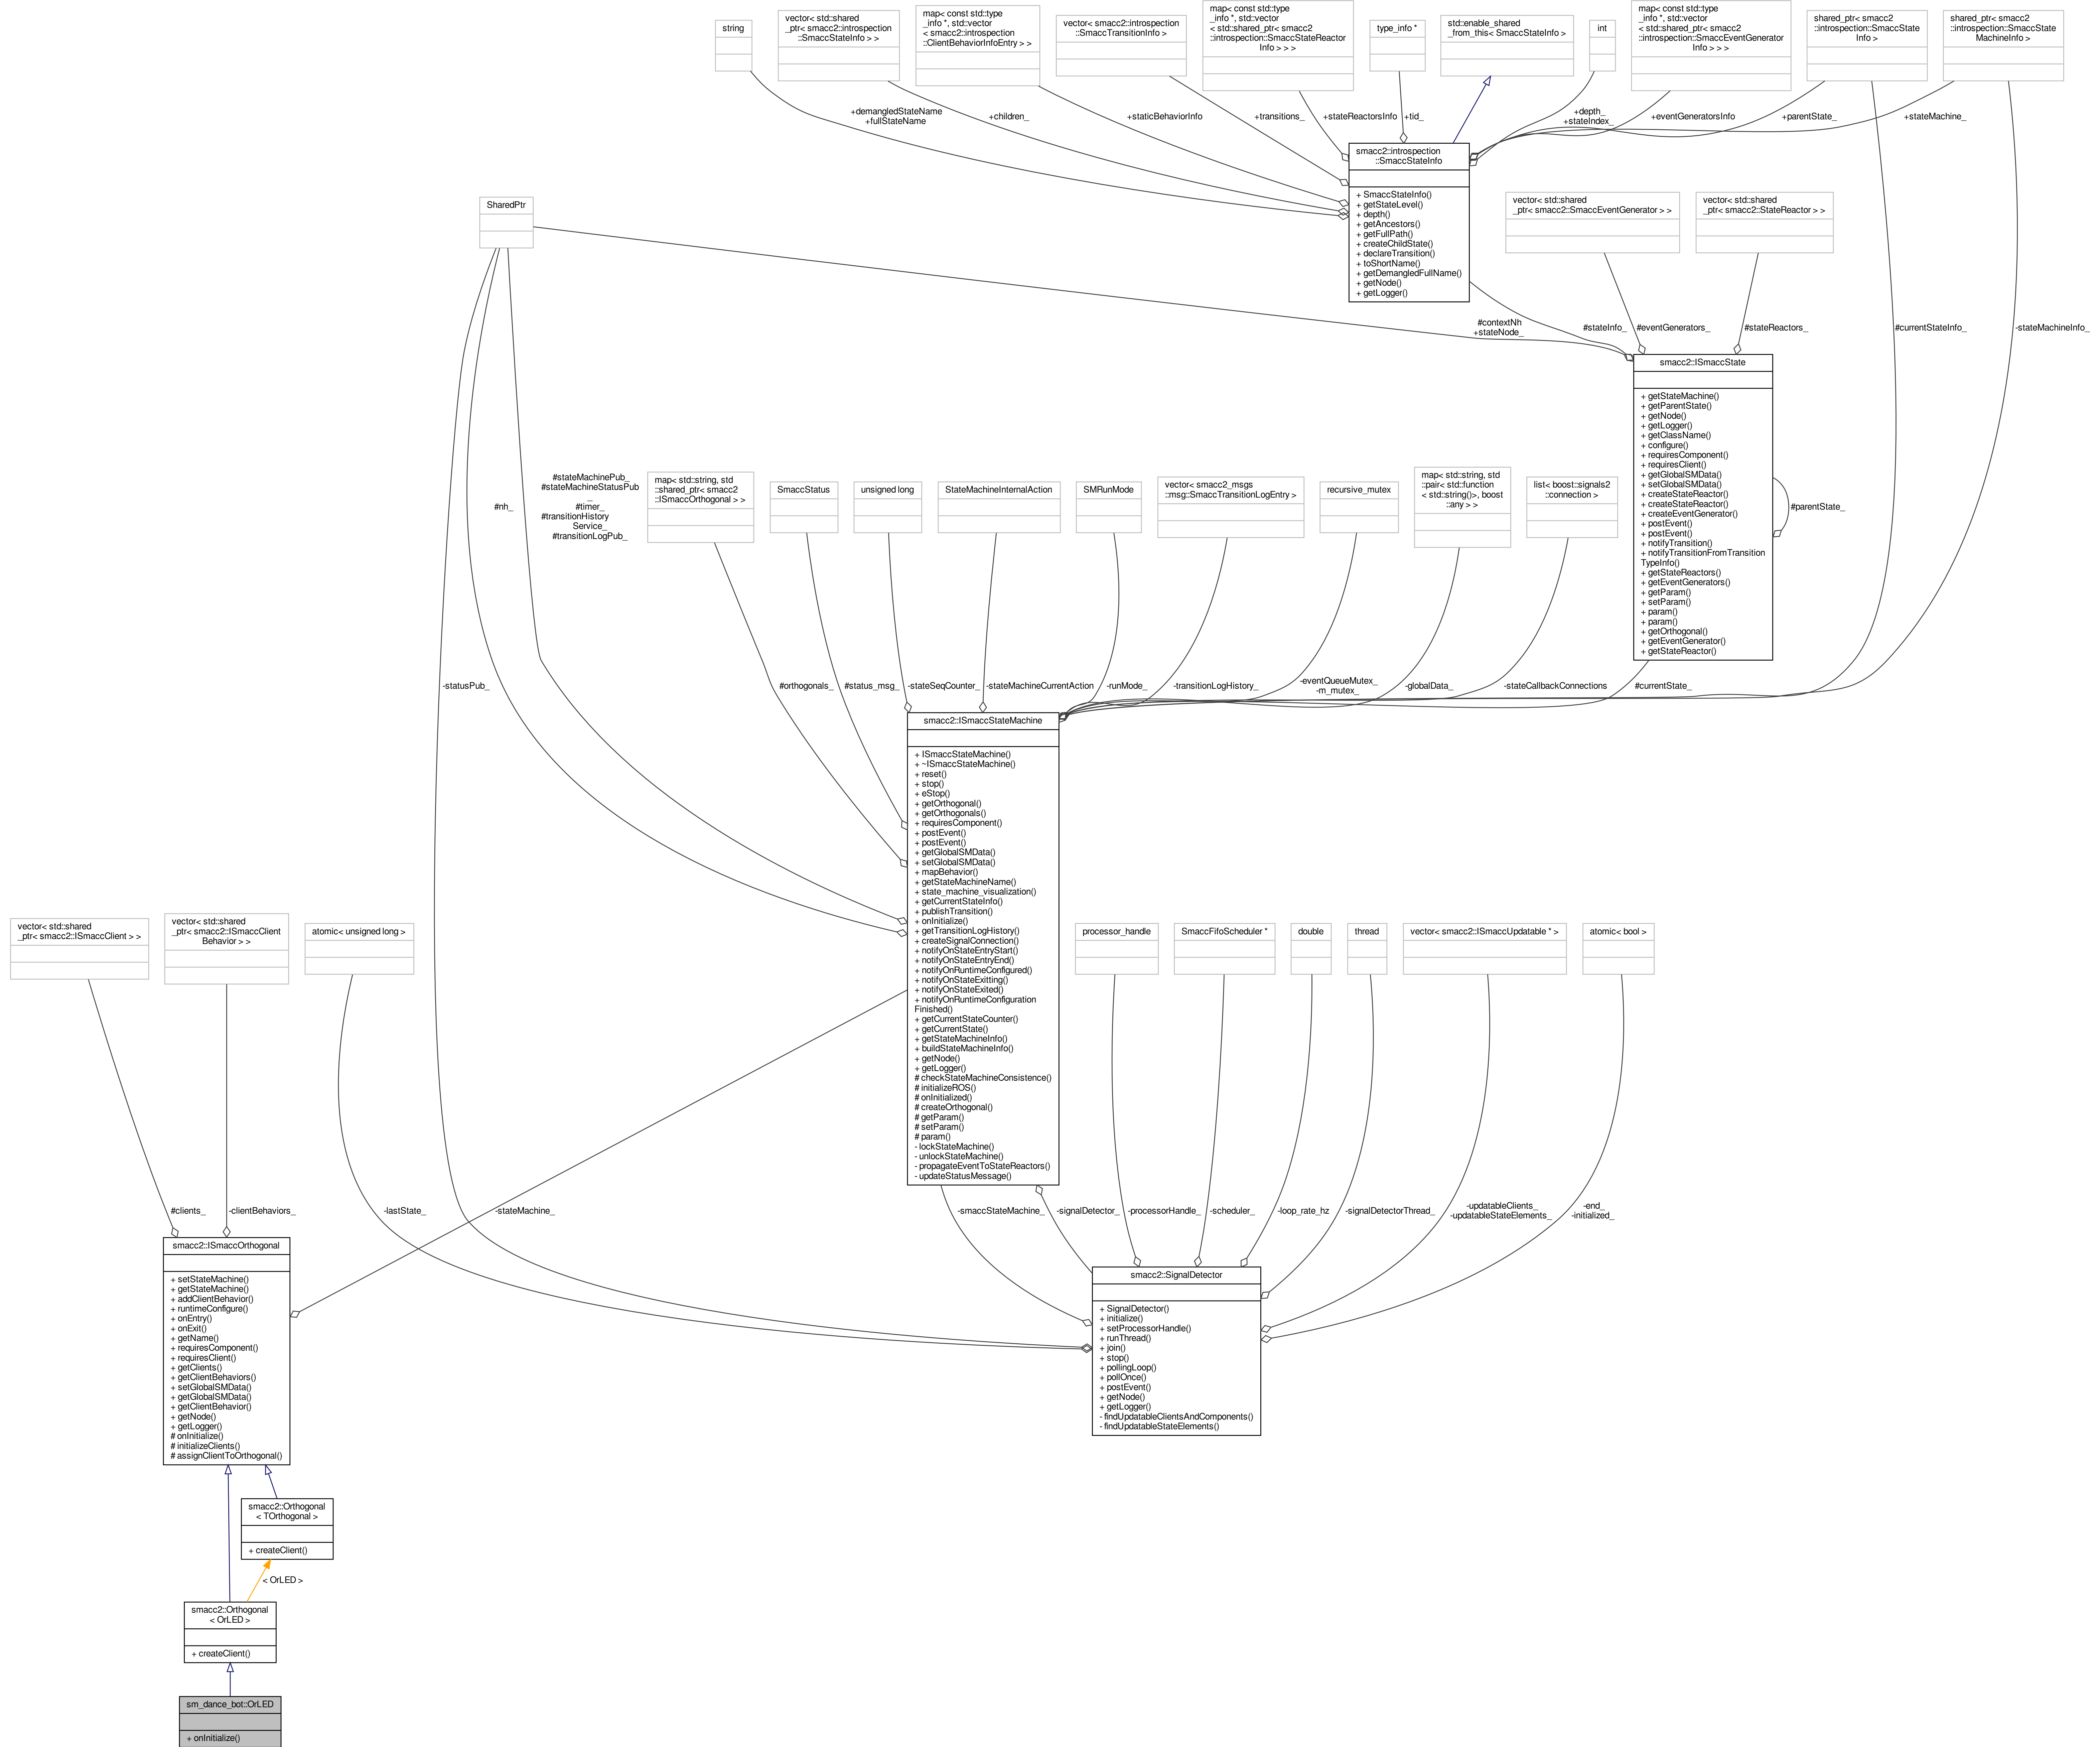 string
vector< std::shared
_ptr< smacc2::introspection
::SmaccStateInfo > >
map< const std::type
_info *, std::vector
< smacc2::introspection
::ClientBehaviorInfoEntry > >
vector< smacc2::introspection
::SmaccTransitionInfo >
map< const std::type
_info *, std::vector
< std::shared_ptr< smacc2
::introspection::SmaccStateReactor
Info > > >
type_info *
std::enable_shared
_from_this< SmaccStateInfo >
int
map< const std::type
_info *, std::vector
< std::shared_ptr< smacc2
::introspection::SmaccEventGenerator
Info > > >
shared_ptr< smacc2
::introspection::SmaccState
Info >
shared_ptr< smacc2
::introspection::SmaccState
MachineInfo >
+demangledStateName
+fullStateName
+children_
+staticBehaviorInfo
+transitions_
+stateReactorsInfo
+tid_
+depth_
+stateIndex_
+eventGeneratorsInfo
+parentState_
+stateMachine_
smacc2::introspection
::SmaccStateInfo
+ SmaccStateInfo()
+ getStateLevel()
+ depth()
+ getAncestors()
+ getFullPath()
+ createChildState()
+ declareTransition()
+ toShortName()
+ getDemangledFullName()
+ getNode()
+ getLogger()
SharedPtr
vector< std::shared
_ptr< smacc2::SmaccEventGenerator > >
vector< std::shared
_ptr< smacc2::StateReactor > >
#contextNh
+stateNode_
#stateInfo_
#eventGenerators_
#stateReactors_
#currentStateInfo_
-stateMachineInfo_
smacc2::ISmaccState
+ getStateMachine()
+ getParentState()
+ getNode()
+ getLogger()
+ getClassName()
+ configure()
+ requiresComponent()
+ requiresClient()
+ getGlobalSMData()
+ setGlobalSMData()
+ createStateReactor()
+ createStateReactor()
+ createEventGenerator()
+ postEvent()
+ postEvent()
+ notifyTransition()
+ notifyTransitionFromTransition
TypeInfo()
+ getStateReactors()
+ getEventGenerators()
+ getParam()
+ setParam()
+ param()
+ param()
+ getOrthogonal()
+ getEventGenerator()
+ getStateReactor()
#parentState_
#nh_
#stateMachinePub_
#stateMachineStatusPub
_
#timer_
#transitionHistory
Service_
#transitionLogPub_
map< std::string, std
::shared_ptr< smacc2
::ISmaccOrthogonal > >
SmaccStatus
unsigned long
StateMachineInternalAction
SMRunMode
vector< smacc2_msgs
::msg::SmaccTransitionLogEntry >
recursive_mutex
map< std::string, std
::pair< std::function
< std::string()>, boost
::any > >
list< boost::signals2
::connection >
-statusPub_
#orthogonals_
#status_msg_
-stateSeqCounter_
-stateMachineCurrentAction
-runMode_
-transitionLogHistory_
-eventQueueMutex_
-m_mutex_
-globalData_
-stateCallbackConnections
#currentState_
smacc2::ISmaccStateMachine
+ ISmaccStateMachine()
+ ~ISmaccStateMachine()
+ reset()
+ stop()
+ eStop()
+ getOrthogonal()
+ getOrthogonals()
+ requiresComponent()
+ postEvent()
+ postEvent()
+ getGlobalSMData()
+ setGlobalSMData()
+ mapBehavior()
+ getStateMachineName()
+ state_machine_visualization()
+ getCurrentStateInfo()
+ publishTransition()
+ onInitialize()
+ getTransitionLogHistory()
+ createSignalConnection()
+ notifyOnStateEntryStart()
+ notifyOnStateEntryEnd()
+ notifyOnRuntimeConfigured()
+ notifyOnStateExitting()
+ notifyOnStateExited()
+ notifyOnRuntimeConfiguration
Finished()
+ getCurrentStateCounter()
+ getCurrentState()
+ getStateMachineInfo()
+ buildStateMachineInfo()
+ getNode()
+ getLogger()
# checkStateMachineConsistence()
# initializeROS()
# onInitialized()
# createOrthogonal()
# getParam()
# setParam()
# param()
- lockStateMachine()
- unlockStateMachine()
- propagateEventToStateReactors()
- updateStatusMessage()
vector< std::shared
_ptr< smacc2::ISmaccClient > >
vector< std::shared
_ptr< smacc2::ISmaccClient
Behavior > >
atomic< unsigned long >
processor_handle
SmaccFifoScheduler *
double
thread
vector< smacc2::ISmaccUpdatable * >
atomic< bool >
#clients_
-clientBehaviors_
-lastState_
-stateMachine_
-smaccStateMachine_
-signalDetector_
-processorHandle_
-scheduler_
-loop_rate_hz
-signalDetectorThread_
-updatableClients_
-updatableStateElements_
-end_
-initialized_
smacc2::ISmaccOrthogonal
+ setStateMachine()
+ getStateMachine()
+ addClientBehavior()
+ runtimeConfigure()
+ onEntry()
+ onExit()
+ getName()
+ requiresComponent()
+ requiresClient()
+ getClients()
+ getClientBehaviors()
+ setGlobalSMData()
+ getGlobalSMData()
+ getClientBehavior()
+ getNode()
+ getLogger()
# onInitialize()
# initializeClients()
# assignClientToOrthogonal()
smacc2::SignalDetector
+ SignalDetector()
+ initialize()
+ setProcessorHandle()
+ runThread()
+ join()
+ stop()
+ pollingLoop()
+ pollOnce()
+ postEvent()
+ getNode()
+ getLogger()
- findUpdatableClientsAndComponents()
- findUpdatableStateElements()
smacc2::Orthogonal
< TOrthogonal >
+ createClient()
< OrLED >
smacc2::Orthogonal
< OrLED >
+ createClient()
sm_dance_bot::OrLED
+ onInitialize()